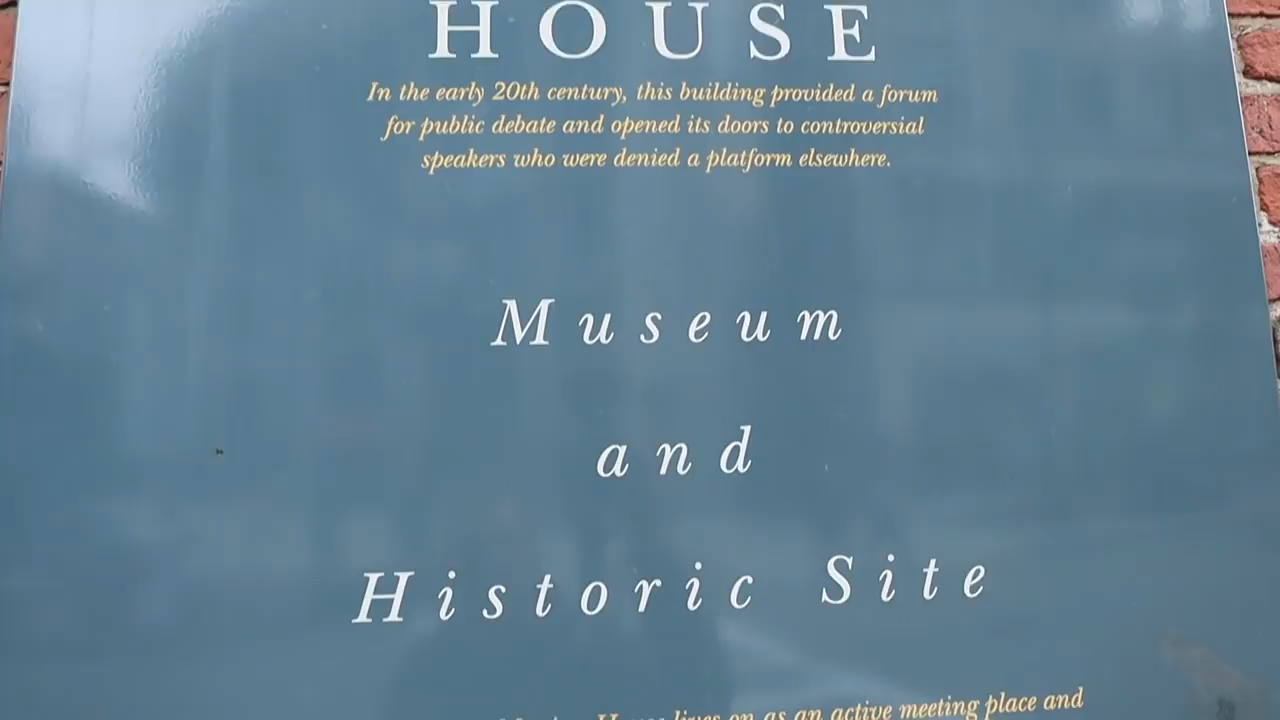 HOUSE
In the early 20th century, this building provided a forum
for public debate and opened its doors to controversial
speakers who were denied a platform elsewhere.
Museum
and
Historic Site
lives on as an active meeting place and